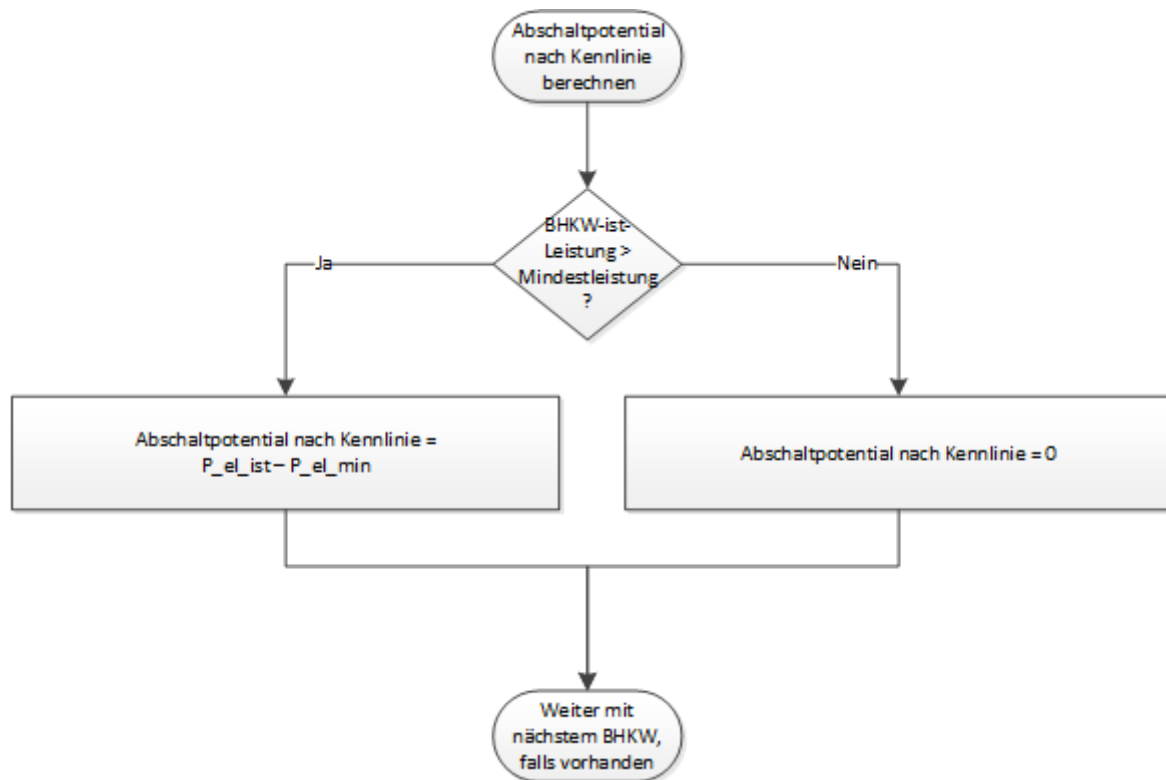 Abschaltpotential
nach Kennlinie
berechnen
BHKW-ist-
Leistung >
Mindestleistung
?
Ja
Nein
Abschaltpotential nach Kennlinie =
P_el_ist – P_el_min
Abschaltpotential nach Kennlinie = 0
Weiter mit
nächstem BHKW,
falls vorhanden